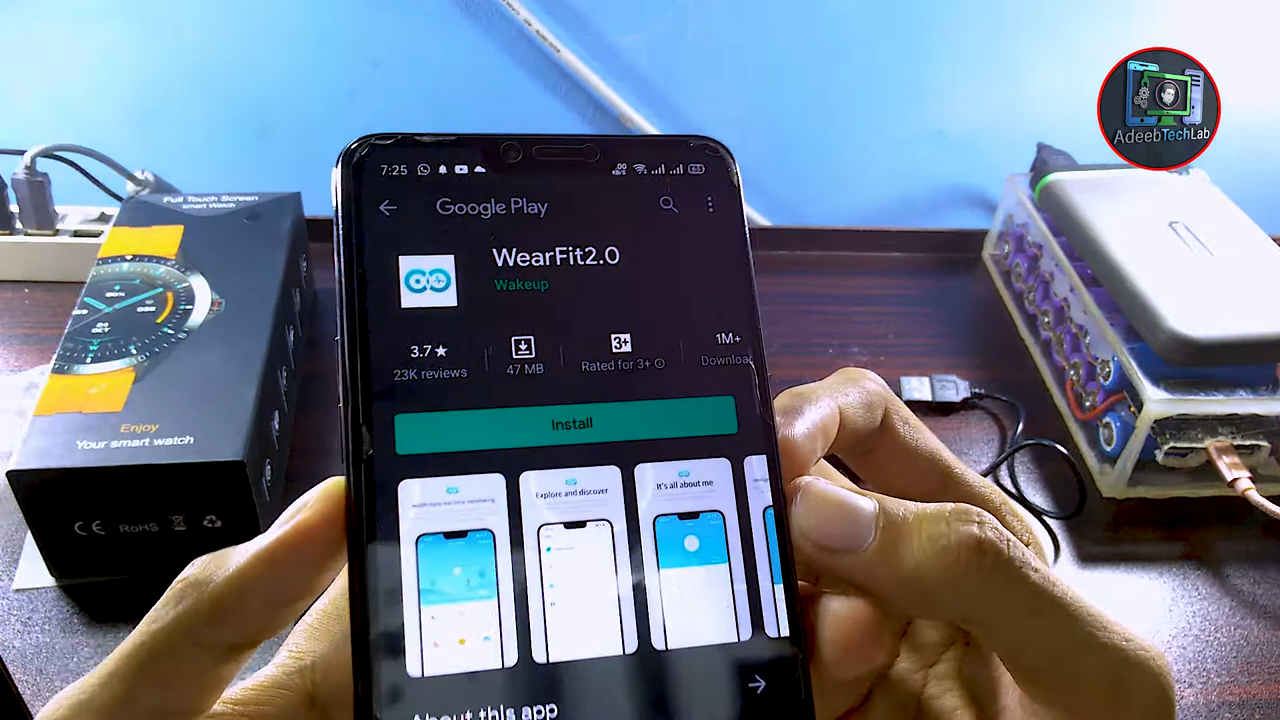 AdeebTechLab
7:25
Google Play
WearFit2.0
Wakeup
3.7★
23K reviews
47 MB
3+
Rated for 3+
1M+
Install
Explore and discover
It's all about me
About this app
Full Touch Screen
smart Watch
Enjoy
Your smart watch
CE RoHS